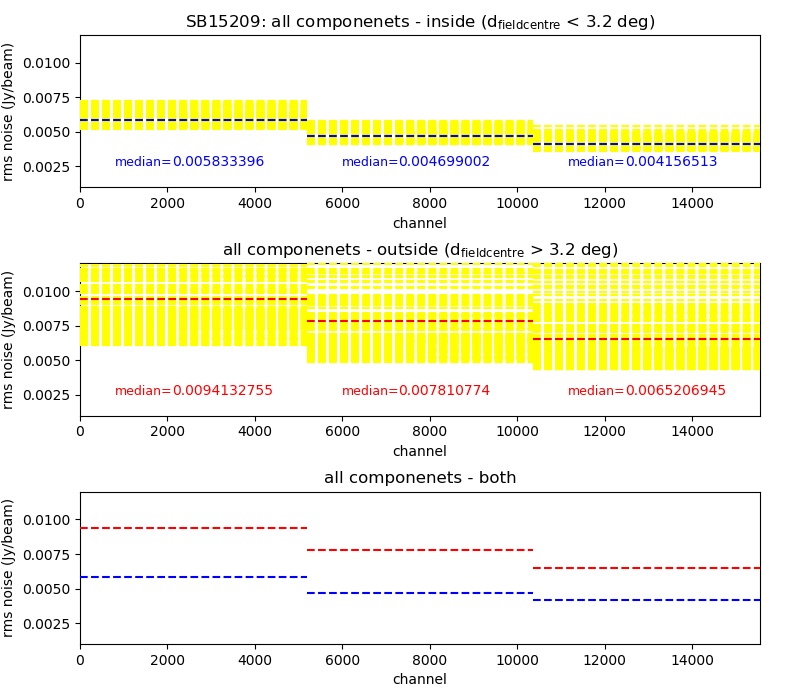 SB15209: all componenets - inside (dfieldcentre < 3.2 deg)
rms noise (Jy/beam)
0.0100
0.0075
0.0050
0.0025
median=0.005833396 median=0.004699002 median=0.004156513
0 2000 4000 6000 8000 10000 12000 14000
channel
all componenets - outside (dfieldcentre > 3.2 deg)
rms noise (Jy/beam)
0.0100
0.0075
0.0050
0.0025
median=0.0094132755 median=0.007810774 median=0.0065206945
0 2000 4000 6000 8000 10000 12000 14000
channel
all componenets - both
rms noise (Jy/beam)
0.0100
0.0075
0.0050
0.0025
0 2000 4000 6000 8000 10000 12000 14000
channel